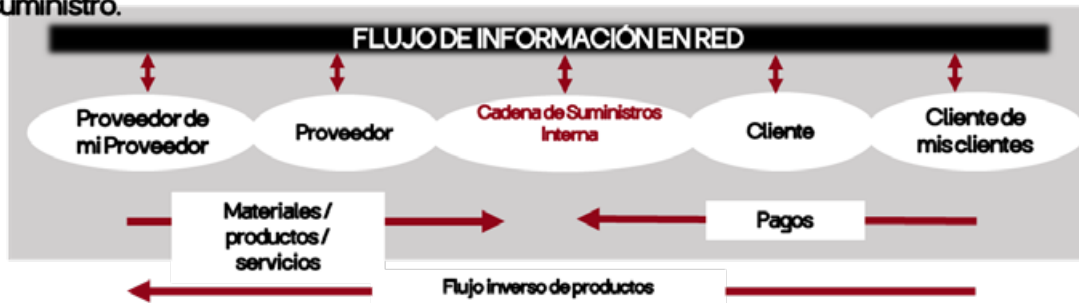 uministro.
FLUJO DE INFORMACIÓN EN RED
Proveedor de
mi Proveedor
Proveedor
Cadena de Suministros
Interna
Cliente
Cliente de
mis clientes
Materiales /
productos /
servicios
Pagos
Flujo inverso de productos